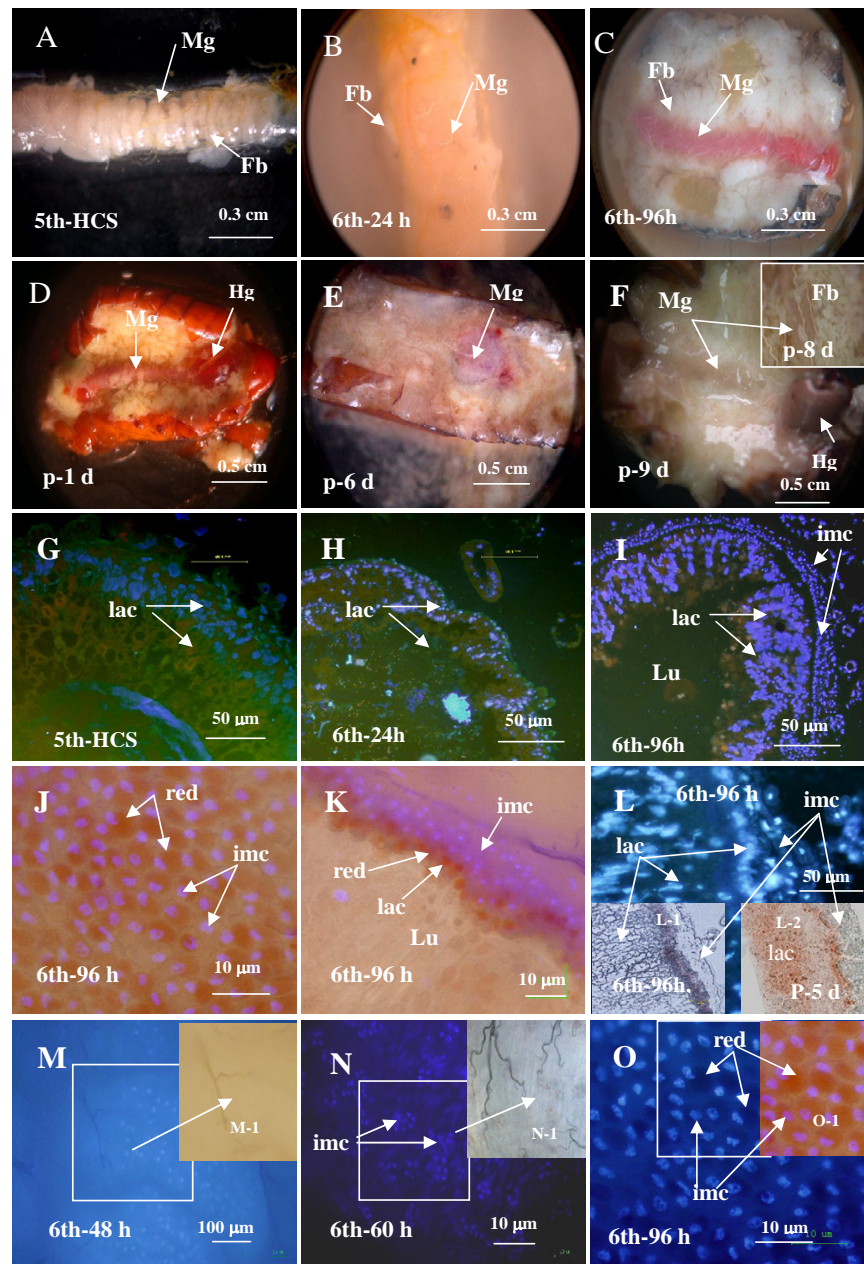 A
Mg
Fb
5th-HCS
0.3 cm
B
Fb
Mg
6th-24 h
0.3 cm
C
Fb
Mg
6th-96h
0.3 cm
D
Mg
Hg
p-1 d
0.5 cm
E
Mg
p-6 d
0.5 cm
F
Mg
Fb
p-8 d
p-9 d
Hg
0.5 cm
G
lac
50 µm
5th-HCS
H
lac
50 µm
6th-24h
I
imc
lac
Lu
50 µm
6th-96h
J
red
imc
6th-96 h
10 µm
K
imc
red
lac
Lu
6th-96 h
10 µm
L
6th-96 h
imc
lac
50 µm
L-1
6th-96h,
L-2
lac
P-5 d
M
M-1
6th-48 h
100 µm
N
imc
N-1
6th-60 h
10 µm
O
red
O-1
imc
6th-96 h
10 µm
10 um